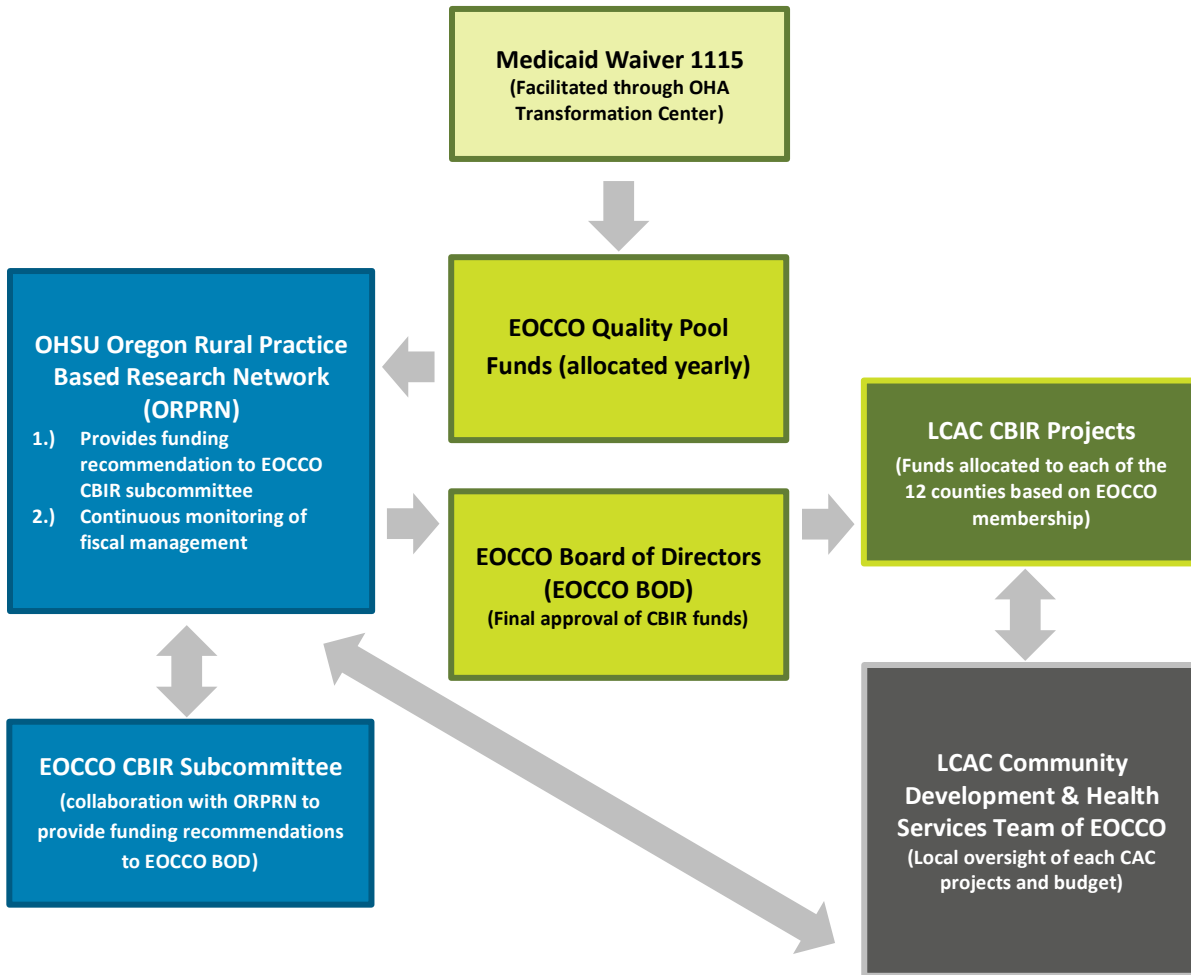 Medicaid Waiver 1115
(Facilitated through OHA
Transformation Center)
EOCCO Quality Pool
Funds (allocated yearly)
OHSU Oregon Rural Practice
Based Research Network
(ORPRN)
1.) Provides funding
recommendation to EOCCO
CBIR subcommittee
2.) Continuous monitoring of
fiscal management
EOCCO Board of Directors
(EOCCO BOD)
(Final approval of CBIR funds)
LCAC CBIR Projects
(Funds allocated to each of the
12 counties based on EOCCO
membership)
EOCCO CBIR Subcommittee
(collaboration with ORPRN to
provide funding recommendations
to EOCCO BOD)
LCAC Community
Development & Health
Services Team of EOCCO
(Local oversight of each CAC
projects and budget)